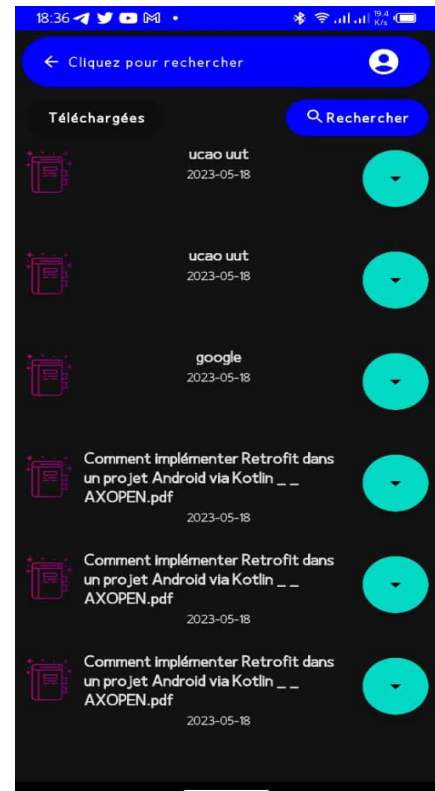 18:36 19.4 K/s
Cliquez pour rechercher
Téléchargées Rechercher
ucao uut
2023-05-18
ucao uut
2023-05-18
google
2023-05-18
Comment implémenter Retrofit dans
un projet Android via Kotlin _ _
AXOPEN.pdf
2023-05-18
Comment implémenter Retrofit dans
un projet Android via Kotlin _ _
AXOPEN.pdf
2023-05-18
Comment implémenter Retrofit dans
un projet Android via Kotlin _ _
AXOPEN.pdf
2023-05-18